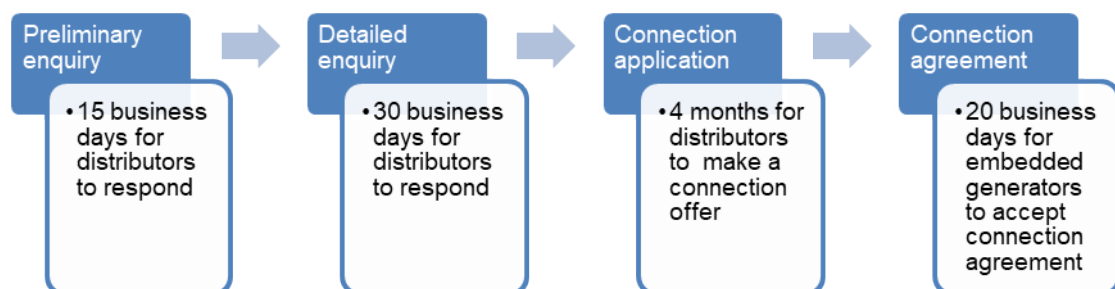 Preliminary
enquiry
•15 business
days for
distributors
to respond
Detailed
enquiry
•30 business
days for
distributors
to respond
Connection
application
•4 months for
distributors
to make a
connection
offer
Connection
agreement
•20 business
days for
embedded
generators
to accept
connection
agreement